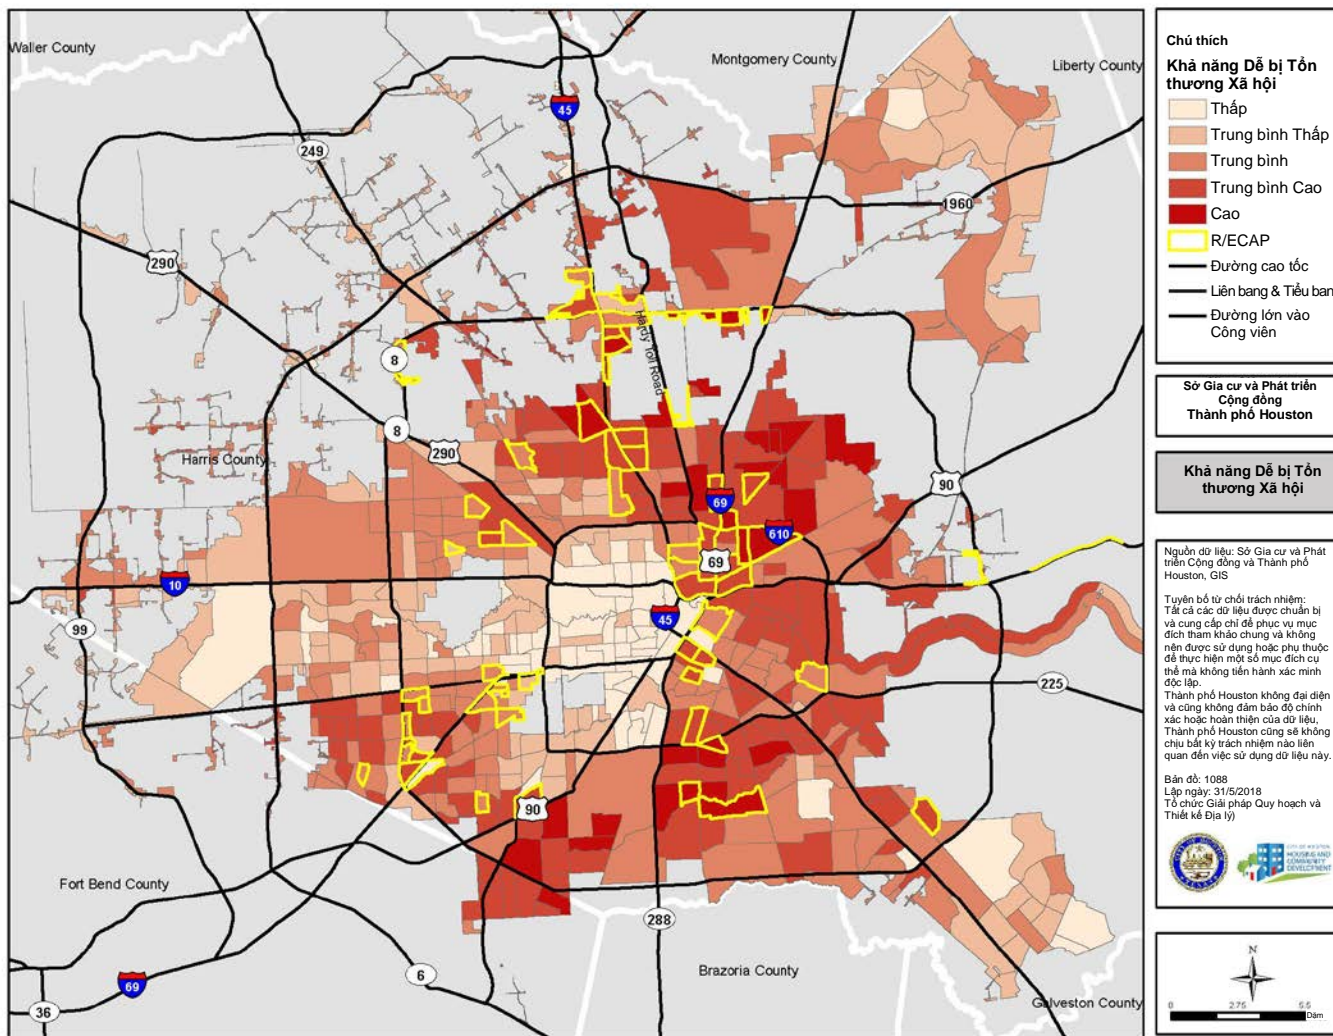 Waller County
Montgomery County
Liberty County
45
249
1960
290
Hardy Toll Road
8
8
290
Harris County
90
69
610
69
10
45
99
225
90
Fort Bend County
288
6
Brazoria County
69
36
Galveston County
Chú thích
Khả năng Dễ bị Tổn
thương Xã hội
Thấp
Trung bình Thấp
Trung bình
Trung bình Cao
Cao
R/ECAP
Đường cao tốc
Liên bang & Tiểu ban
Đường lớn vào
Công viên
Sở Gia cư và Phát triển
Cộng đồng
Thành phố Houston
Khả năng Dễ bị Tổn
thương Xã hội
Nguồn dữ liệu: Sở Gia cư và Phát
triển Cộng đồng và Thành phố
Houston, GIS
Tuyên bố từ chối trách nhiệm:
Tất cả các dữ liệu được chuẩn bị
và cung cấp chỉ để phục vụ mục
đích tham khảo chung và không
nên được sử dụng hoặc phụ thuộc
để thực hiện một số mục đích cụ
thể mà không tiến hành xác minh
độc lập.
Thành phố Houston không đại diện
và cũng không đảm bảo độ chính
xác hoặc hoàn thiện của dữ liệu,
Thành phố Houston cũng sẽ không
chịu bất kỳ trách nhiệm nào liên
quan đến việc sử dụng dữ liệu này.
Bản đồ: 1088
Lập ngày: 31/5/2018
Tổ chức Giải pháp Quy hoạch và
Thiết kế Địa lý)
CITY OF HOUSTON
HOUSING AND
COMMUNITY
DEVELOPMENT
N
0 2.75 5.5
Dặm